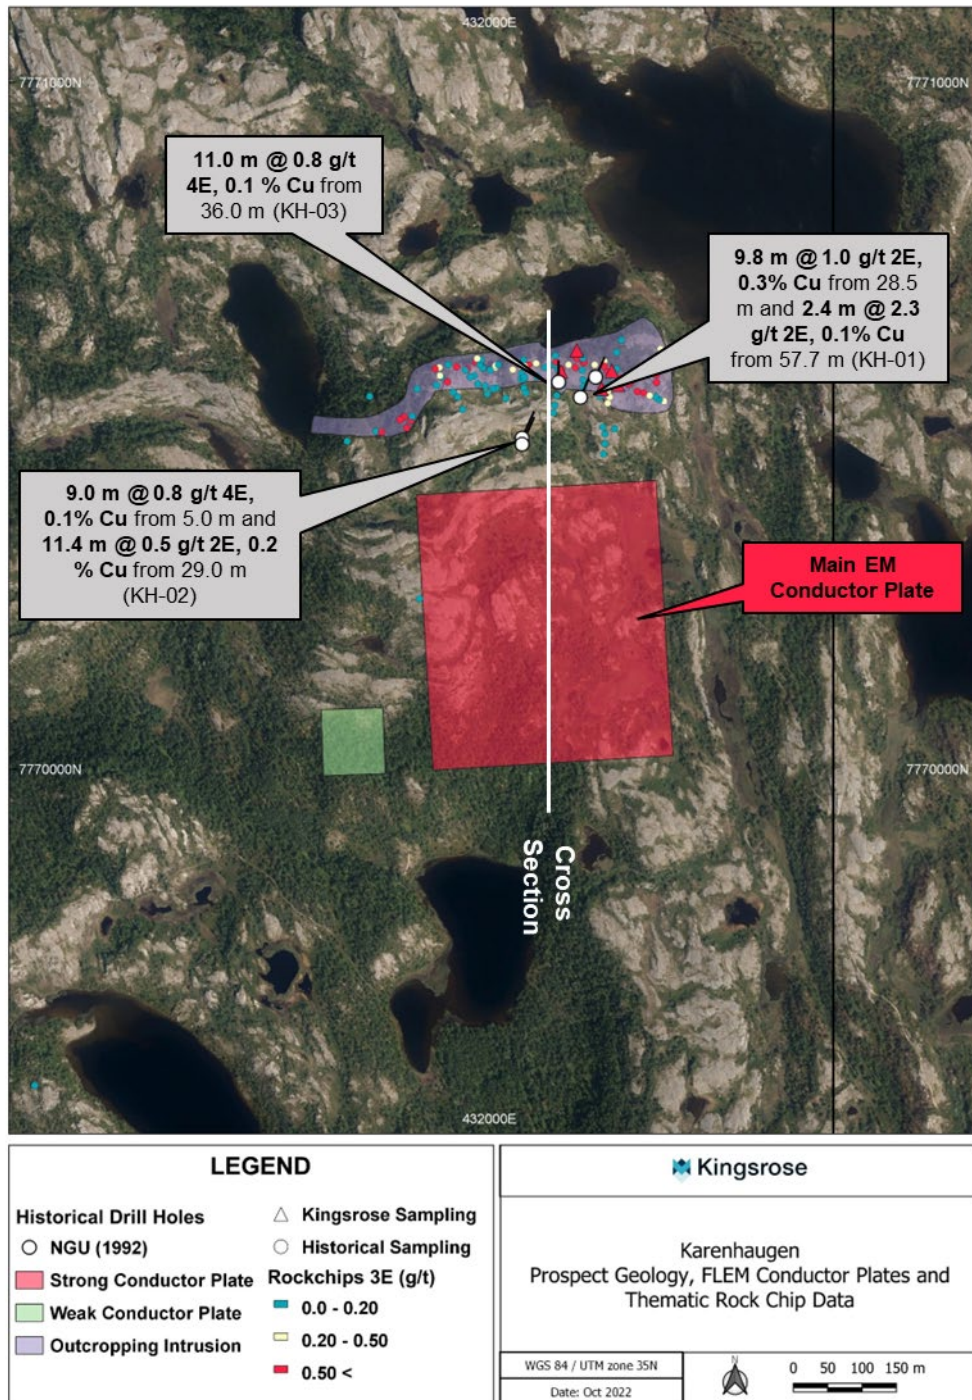 432000E
7771000N
7771000N
11.0 m @ 0.8 g/t
4E, 0.1 % Cu from
36.0 m (KH-03)
9.8 m @ 1.0 g/t 2E,
0.3% Cu from 28.5
m and 2.4 m @ 2.3
g/t 2E, 0.1% Cu
from 57.7 m (KH-01)
9.0 m @ 0.8 g/t 4E,
0.1% Cu from 5.0 m and
11.4 m @ 0.5 g/t 2E, 0.2
% Cu from 29.0 m
(KH-02)
Main EM
Conductor Plate
7770000N
7770000N
Cross
Section
432000E
LEGEND
Historical Drill Holes
NGU (1992)
Strong Conductor Plate
Weak Conductor Plate
Outcropping Intrusion
Kingsrose Sampling
Historical Sampling
Rockchips 3E (g/t)
0.0 - 0.20
0.20 - 0.50
0.50 <
Kingsrose
Karenhaugen
Prospect Geology, FLEM Conductor Plates and
Thematic Rock Chip Data
WGS 84 / UTM zone 35N
Date: Oct 2022
N
0 50 100 150 m